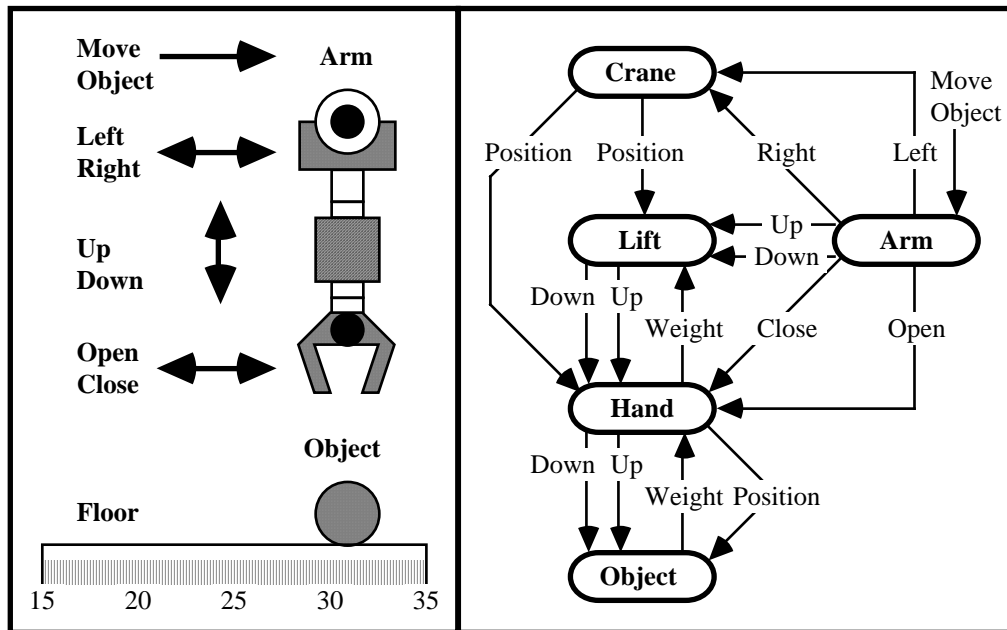 Move
Object
Arm
Left
Right
Up
Down
Open
Close
Object
Floor
15 20 25 30 35
Crane
Move
Object
Position Position Right Left
Up
Lift Arm
Down
Down Up
Weight Close Open
Hand
Down Up
Weight Position
Object